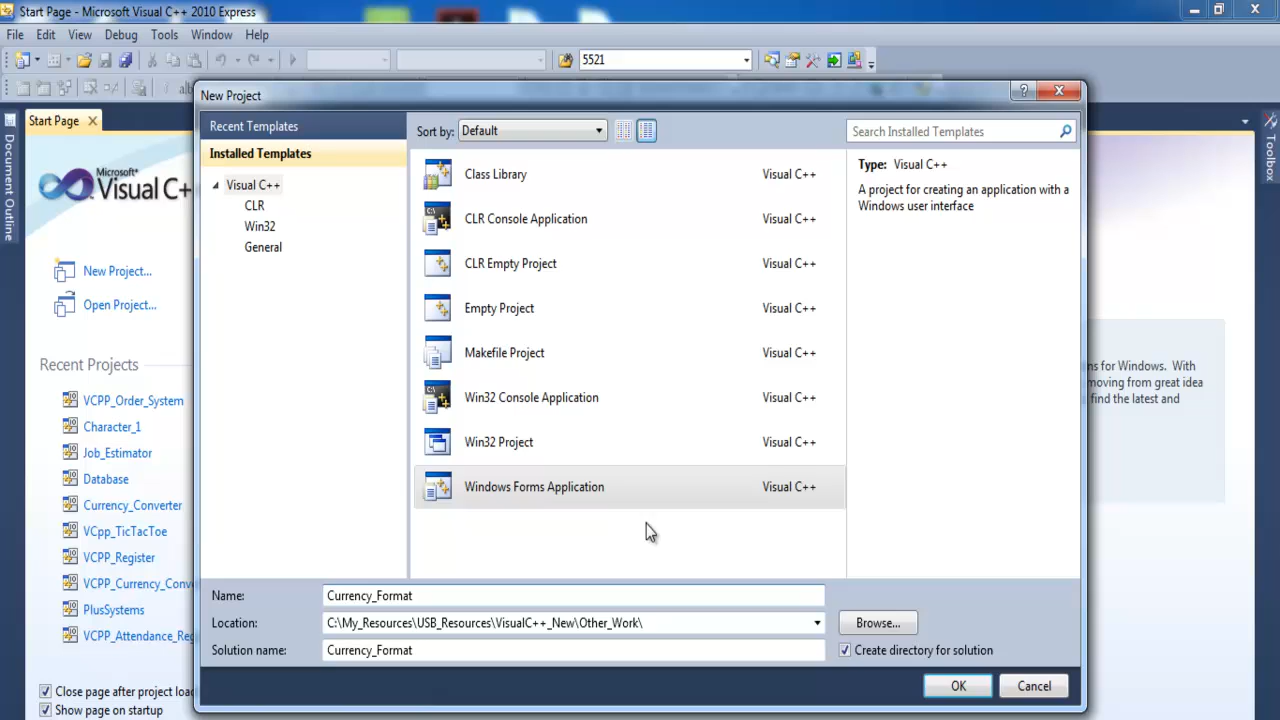 Start Page - Microsoft Visual C++ 2010 Express
File Edit View Debug Tools Window Help
5521
Start Page
Document Outline
Toolbox
Microsoft®
Visual C++
New Project...
Open Project...
Recent Projects
VCPP_Order_System
Character_1
Job_Estimator
Database
Currency_Converter
VCpp_TicTacToe
VCPP_Register
VCPP_Currency_Conv
PlusSystems
VCPP_Attendance_Reg
Close page after project load
Show page on startup
ns for Windows. With
moving from great idea
find the latest and
New Project
Recent Templates
Installed Templates
Visual C++
CLR
Win32
General
Sort by: Default
Search Installed Templates
Class Library Visual C++
CLR Console Application Visual C++
CLR Empty Project Visual C++
Empty Project Visual C++
Makefile Project Visual C++
Win32 Console Application Visual C++
Win32 Project Visual C++
Windows Forms Application Visual C++
Type: Visual C++
A project for creating an application with a
Windows user interface
Name: Currency_Format
Location: C:\My_Resources\USB_Resources\VisualC++_New\Other_Work\
Browse...
Solution name: Currency_Format
Create directory for solution
OK Cancel